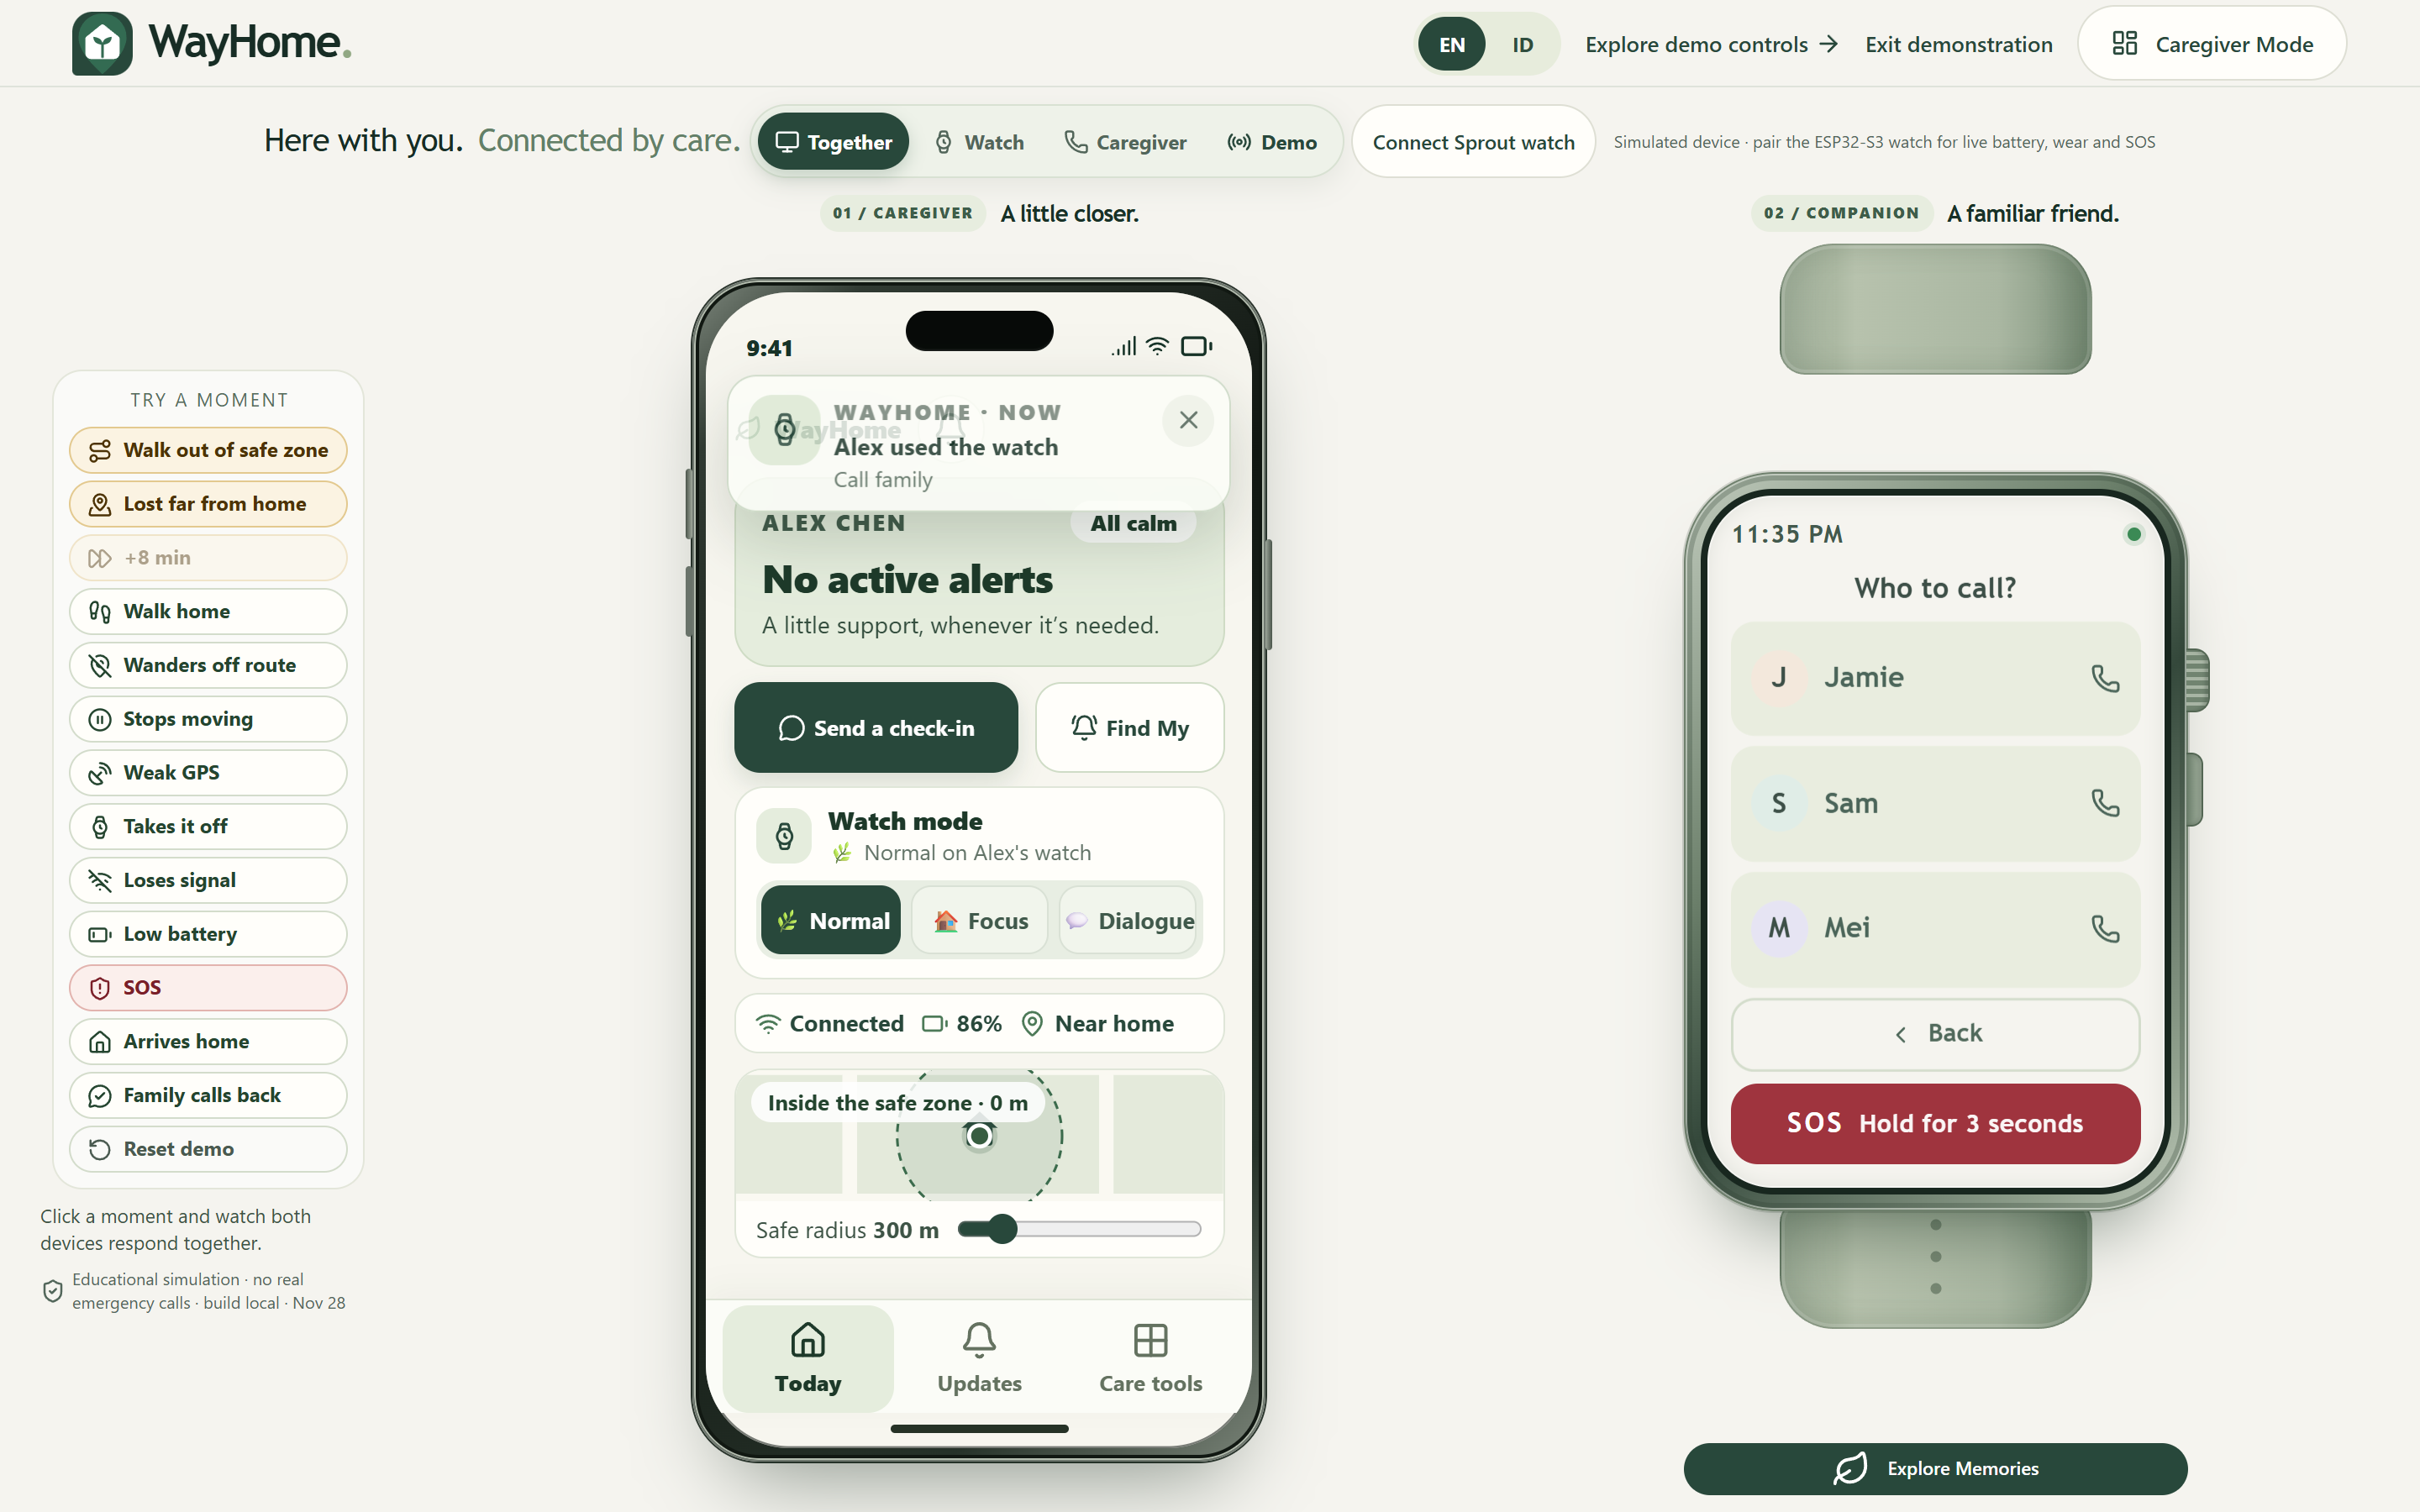 WayHome.
EN
ID
Explore demo controls →
Exit demonstration
Caregiver Mode
Here with you. Connected by care.
Together
Watch
Caregiver
Demo
Connect Sprout watch
Simulated device · pair the ESP32-S3 watch for live battery, wear and SOS
01 / CAREGIVER A little closer.
02 / COMPANION A familiar friend.
TRY A MOMENT
Walk out of safe zone
Lost far from home
+8 min
Walk home
Wanders off route
Stops moving
Weak GPS
Takes it off
Loses signal
Low battery
SOS
Arrives home
Family calls back
Reset demo
Click a moment and watch both
devices respond together.
Educational simulation · no real
emergency calls · build local · Nov 28
9:41
WAYHOME · NOW
WayHome
Alex used the watch
Call family
ALEX CHEN
All calm
No active alerts
A little support, whenever it’s needed.
Send a check-in
Find My
Watch mode
Normal on Alex's watch
Normal
Focus
Dialogue
Connected
86%
Near home
Inside the safe zone · 0 m
Safe radius 300 m
Today
Updates
Care tools
11:35 PM
Who to call?
J Jamie
S Sam
M Mei
Back
SOS Hold for 3 seconds
Explore Memories